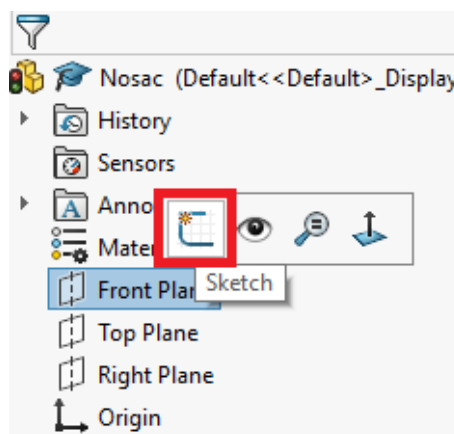 Nosac (Default<<Default>_Display
History
Sensors
Anno
Mater
Sketch
Front Plan
Top Plane
Right Plane
Origin